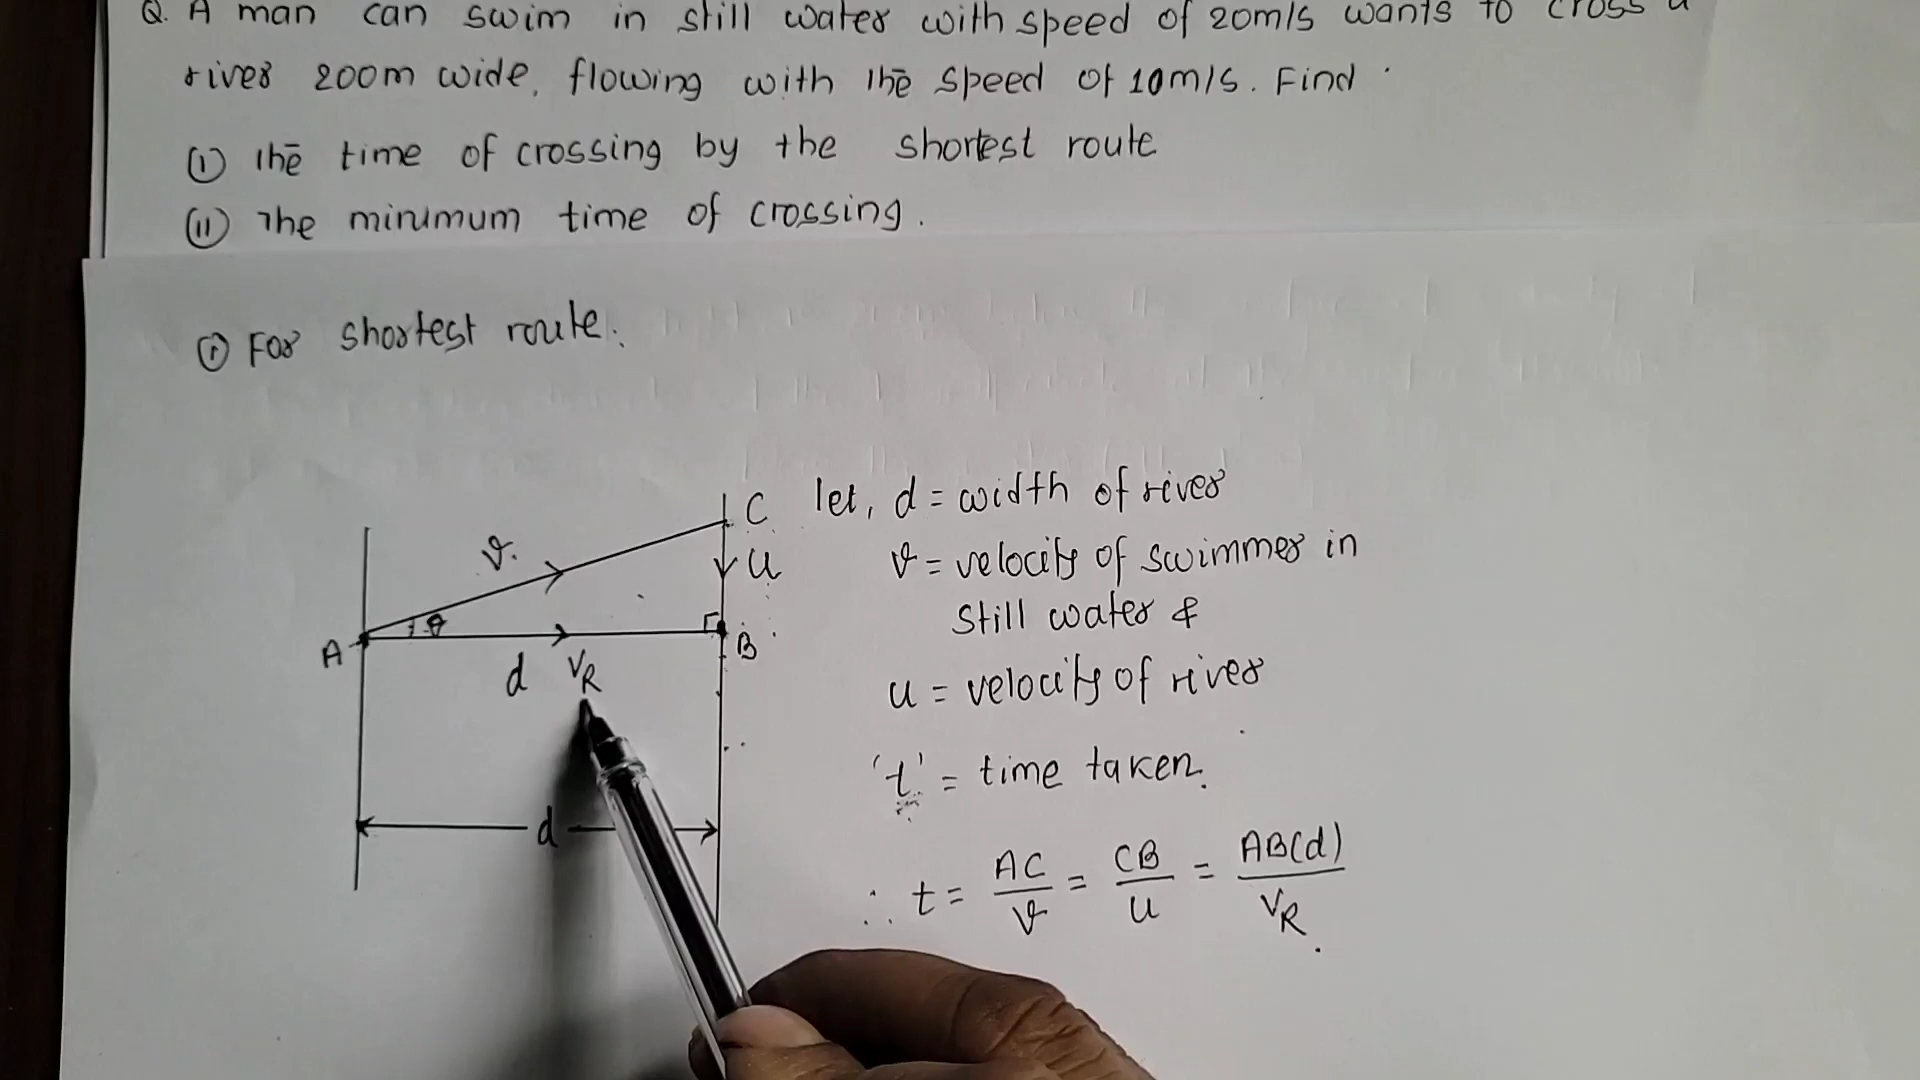 Q. A man can swim in still water with speed of 20m/s wants to cross a
river 200m wide, flowing with the speed of 10m/s. Find
(I) The time of crossing by the shortest route
(II) The minimum time of crossing.
(I) For shortest route.
C
let, d = width of river
v
u
v = velocity of swimmer in
still water &
θ
A
B
d
VR
u = velocity of river
't' = time taken.
d
∴ t = AC/v = CB/u = AB(d)/VR